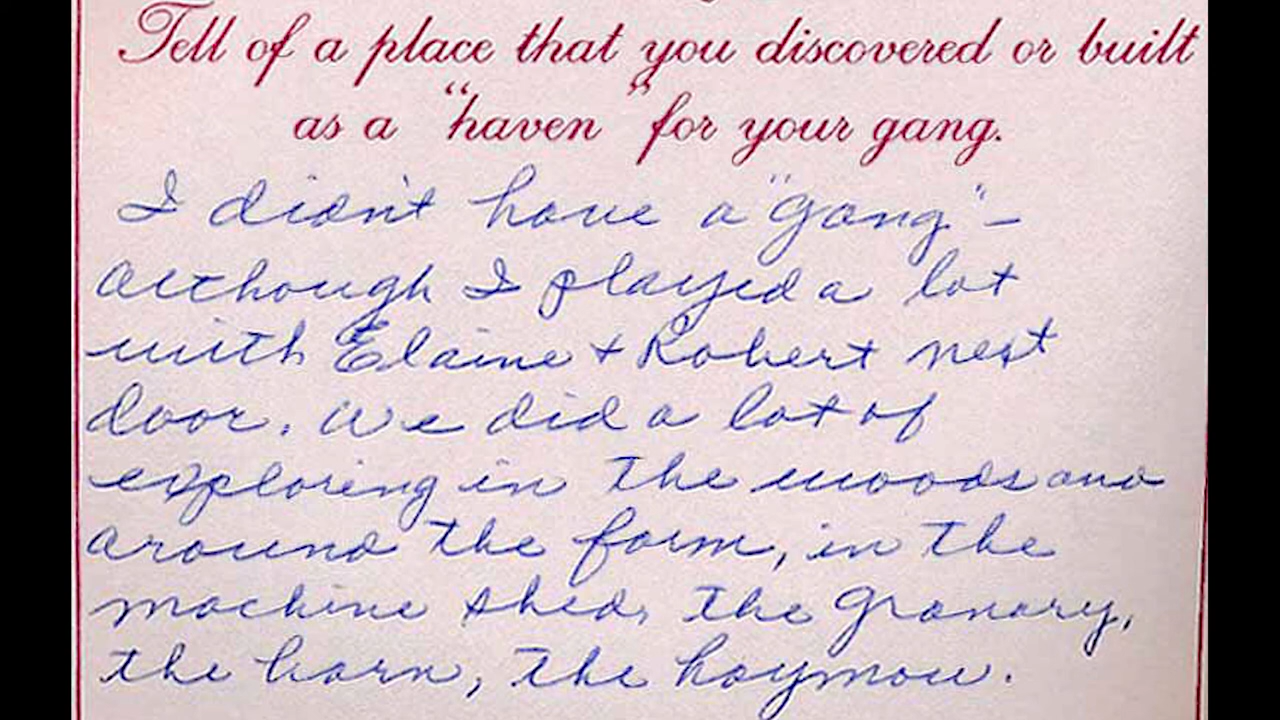 Tell of a place that you discovered or built
as a "haven" for your gang.
I didn't have a "gang" –
although I played a lot
with Elaine + Robert next
door. We did a lot of
exploring in the woods and
around the farm, in the
machine shed, the granary,
the barn, the haymow.